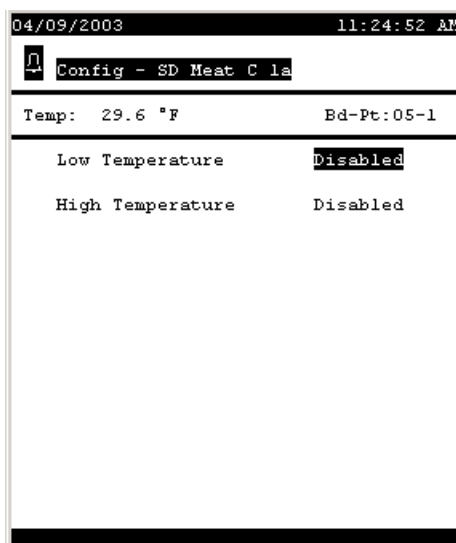 04/09/2003 11:24:52 AM
Config - SD Meat C la
Temp: 29.6 °F Bd-Pt:05-1
Low Temperature Disabled
High Temperature Disabled